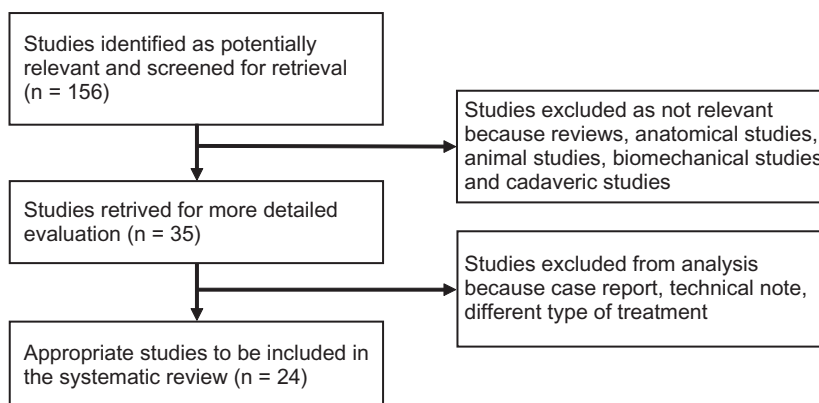 Studies identified as potentially
relevant and screened for retrieval
(n = 156)
Studies excluded as not relevant
because reviews, anatomical studies,
animal studies, biomechanical studies
and cadaveric studies
Studies retrived for more detailed
evaluation (n = 35)
Studies excluded from analysis
because case report, technical note,
different type of treatment
Appropriate studies to be included in
the systematic review (n = 24)